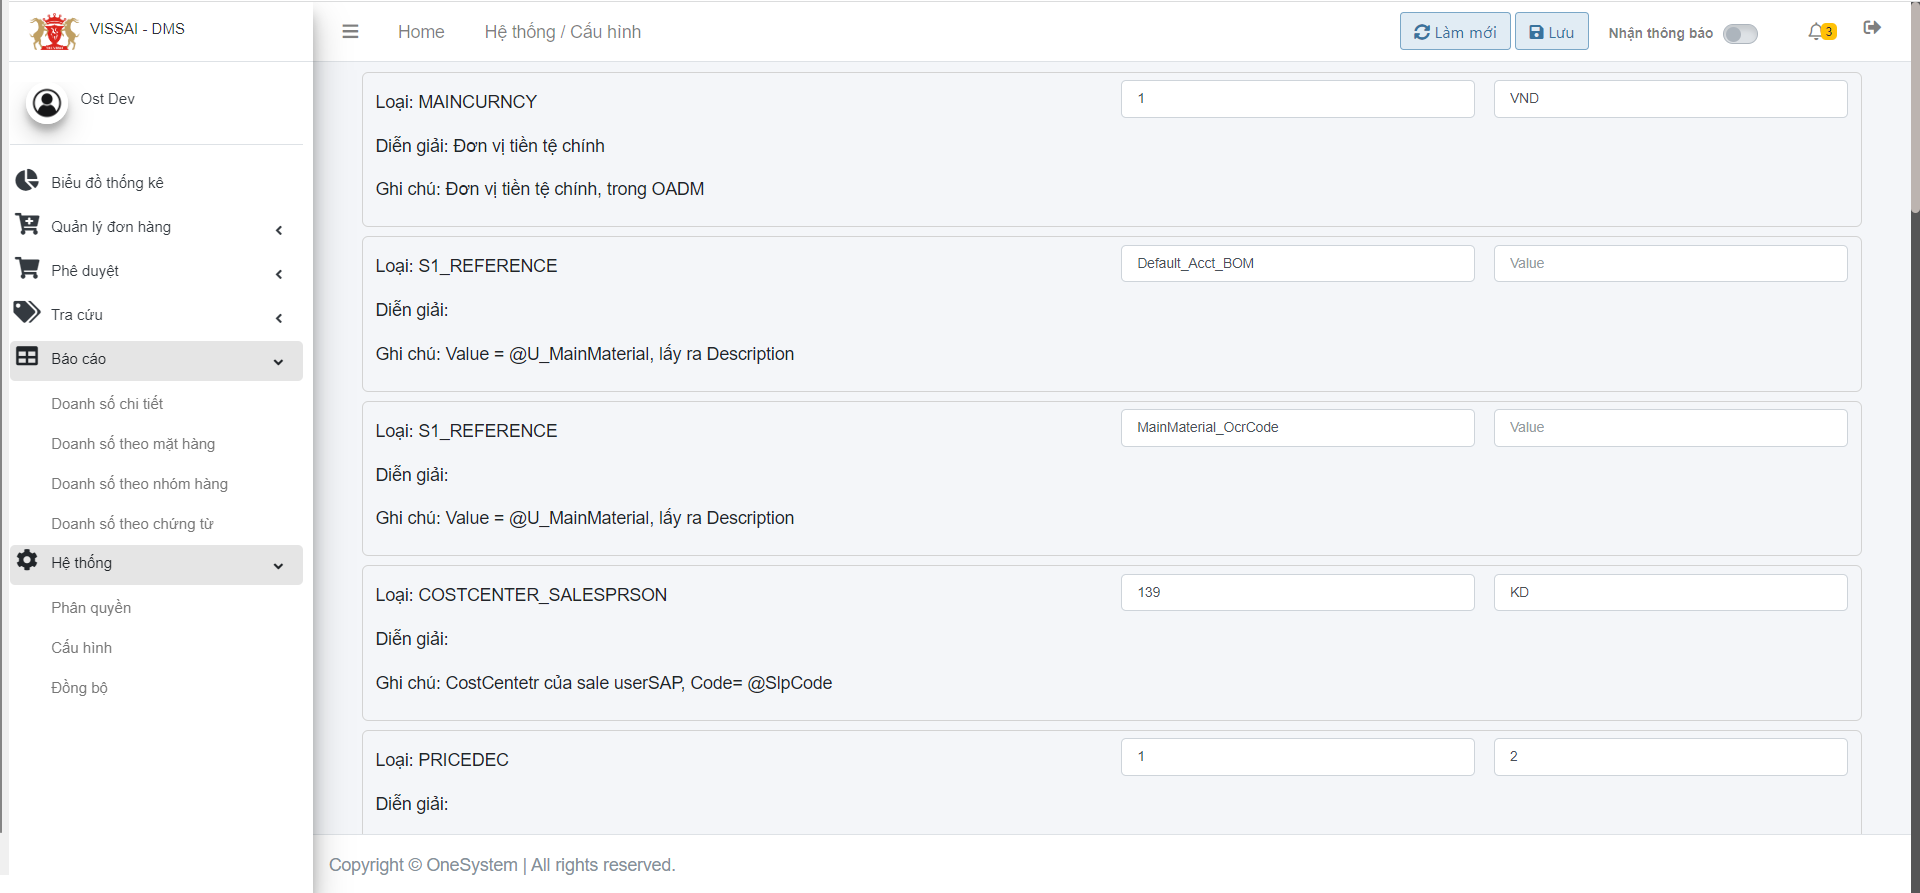 VISSAI - DMS
Home
Hệ thống / Cấu hình
Làm mới
Lưu
Nhận thông báo
3
Ost Dev
Biểu đồ thống kê
Quản lý đơn hàng
Phê duyệt
Tra cứu
Báo cáo
Doanh số chi tiết
Doanh số theo mặt hàng
Doanh số theo nhóm hàng
Doanh số theo chứng từ
Hệ thống
Phân quyền
Cấu hình
Đồng bộ
Loại: MAINCURNCY
1
VND
Diễn giải: Đơn vị tiền tệ chính
Ghi chú: Đơn vị tiền tệ chính, trong OADM
Loại: S1_REFERENCE
Default_Acct_BOM
Value
Diễn giải:
Ghi chú: Value = @U_MainMaterial, lấy ra Description
Loại: S1_REFERENCE
MainMaterial_OcrCode
Value
Diễn giải:
Ghi chú: Value = @U_MainMaterial, lấy ra Description
Loại: COSTCENTER_SALESPRSON
139
KD
Diễn giải:
Ghi chú: CostCentetr của sale userSAP, Code= @SlpCode
Loại: PRICEDEC
1
2
Diễn giải:
Copyright © OneSystem | All rights reserved.